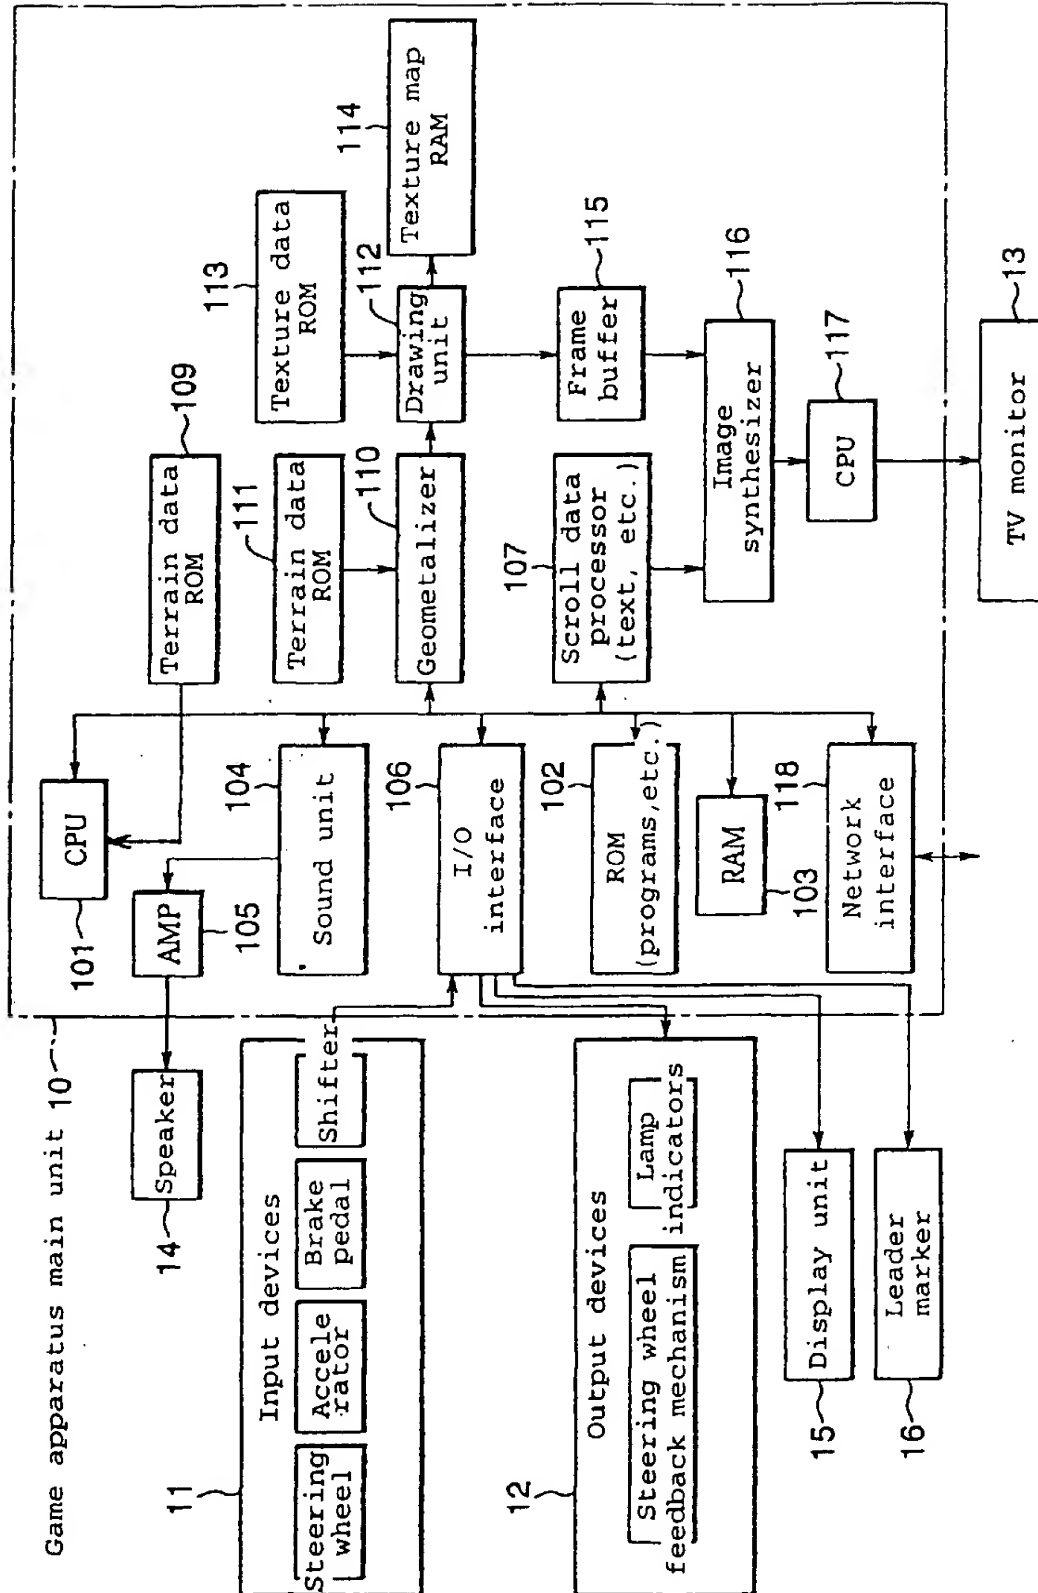 Game apparatus main unit 10
14
Speaker
101
CPU
AMP
105
109
Terrain data
ROM
111
Terrain data
ROM
113
Texture data
ROM
114
Texture map
RAM
11
Input devices
Steering
wheel
Accele
rator
Brake
pedal
Shifter
104
Sound unit
106
I/O
interface
110
Geometalizer
112
Drawing
unit
12
Output devices
Steering wheel
feedback mechanism
Lamp
indicators
102
ROM
(programs,etc.)
107
Scroll data
processor
(text, etc.)
115
Frame
buffer
RAM
103
116
Image
synthesizer
15
Display unit
118
Network
interface
117
CPU
16
Leader
marker
13
TV monitor